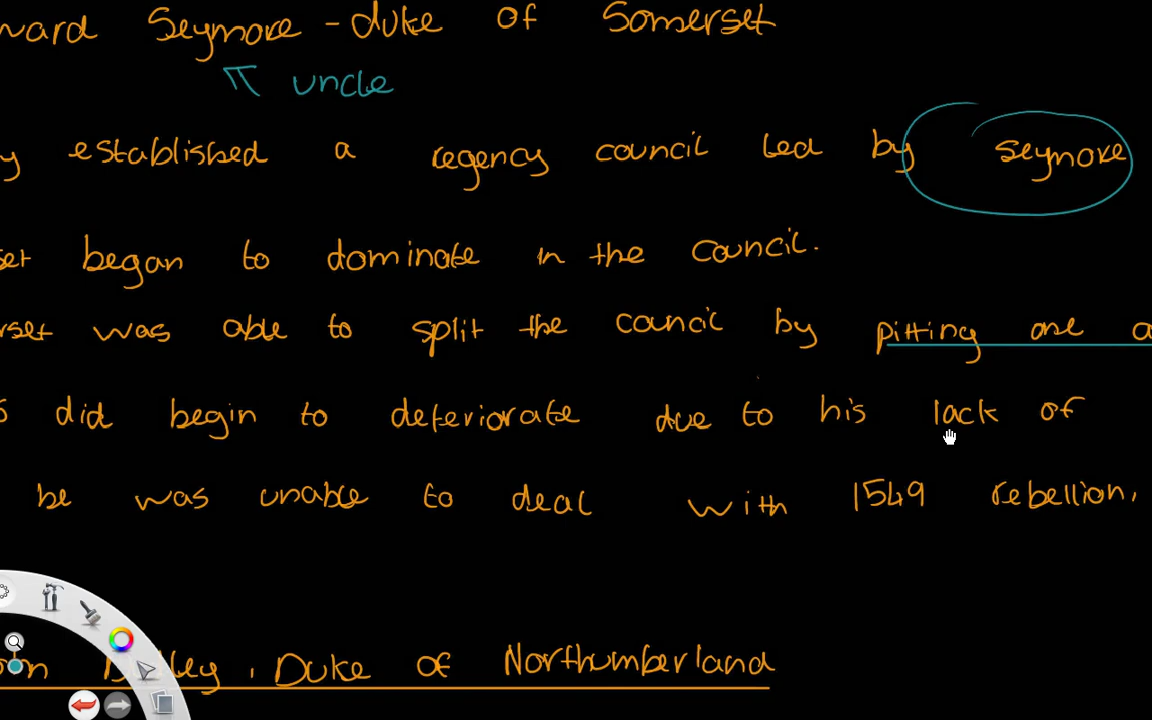 ward Seymore - duke of Somerset
uncle
y established a regency council led by Seymore
set began to dominate in the council.
rset was able to split the council by pitting one a
s did begin to deteriorate due to his lack of
he was unable to deal with 1549 rebellion.
Duke of Northumberland